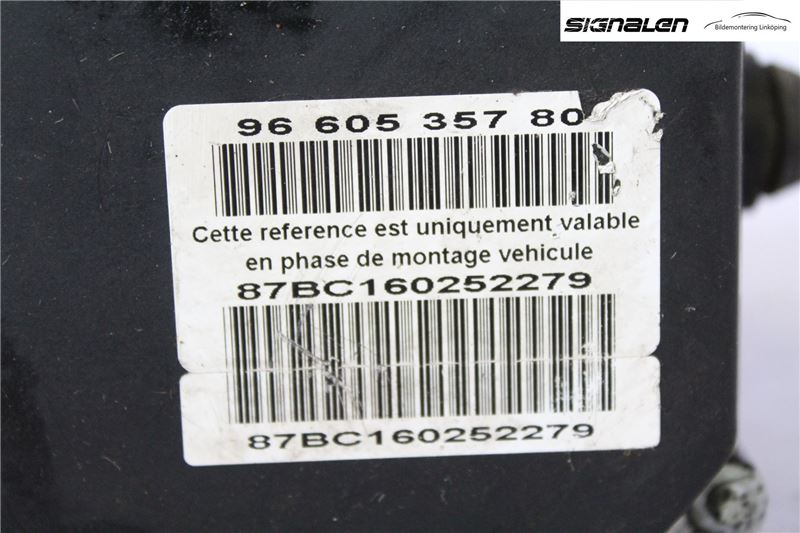 SIGNALEN
Bildemontering Linköping
96 605 357 80
Cette reference est uniquement valable
en phase de montage vehicule
87BC160252279
87BC160252279